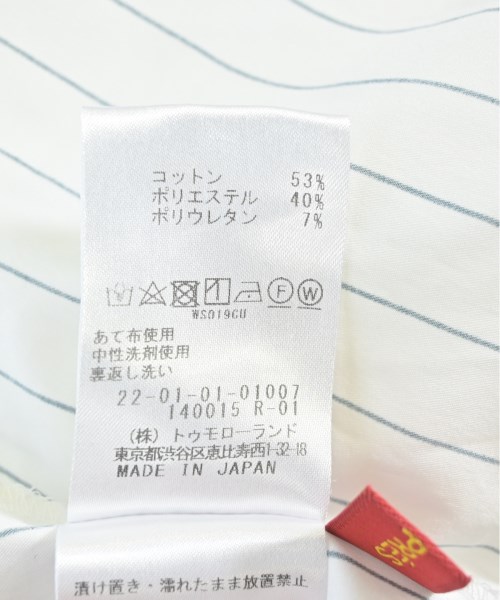 コットン 53%
ポリエステル 40%
ポリウレタン 7%
F W
WS019CU
あて布使用
中性洗剤使用
裏返し洗い
22-01-01-01007
140015 R-01
(株) トゥモローランド
東京都渋谷区恵比寿西1-32-18
MADE IN JAPAN
漬け置き・濡れたまま放置禁止